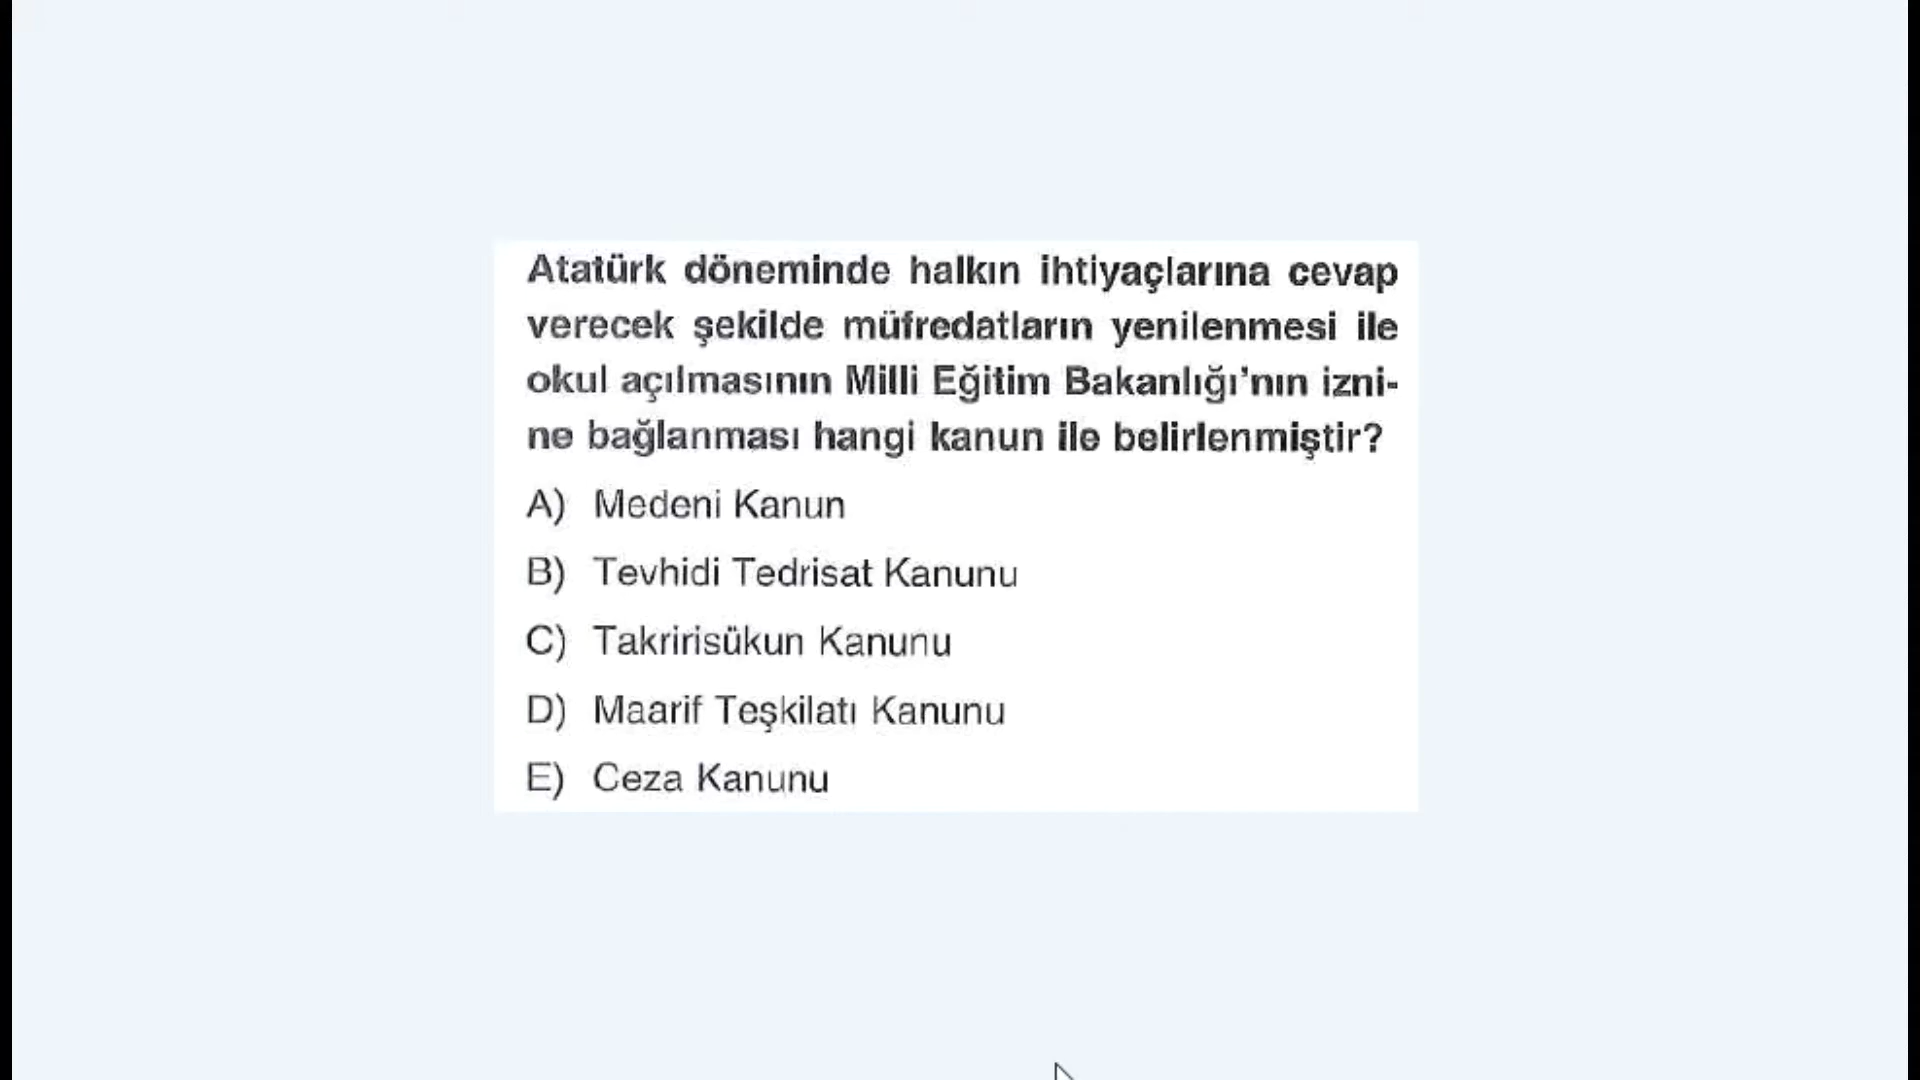 Atatürk döneminde halkın ihtiyaçlarına cevap
verecek şekilde müfredatların yenilenmesi ile
okul açılmasının Milli Eğitim Bakanlığı'nın izni-
ne bağlanması hangi kanun ile belirlenmiştir?
A) Medeni Kanun
B) Tevhidi Tedrisat Kanunu
C) Takririsükun Kanunu
D) Maarif Teşkilatı Kanunu
E) Ceza Kanunu